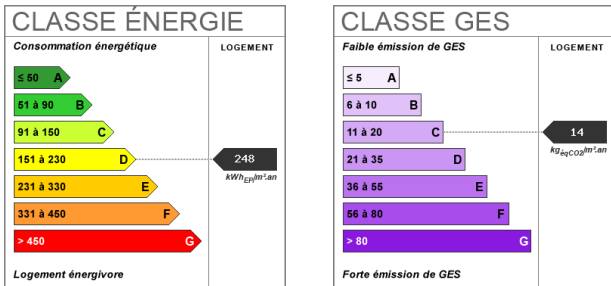 CLASSE ÉNERGIE
Consommation énergétique
LOGEMENT
≤ 50 A
51 à 90 B
91 à 150 C
151 à 230 D
248
kWhEP/m².an
231 à 330 E
331 à 450 F
> 450 G
Logement énergivore
CLASSE GES
Faible émission de GES
LOGEMENT
≤ 5 A
6 à 10 B
11 à 20 C
14
kgéqCO2/m².an
21 à 35 D
36 à 55 E
56 à 80 F
> 80 G
Forte émission de GES